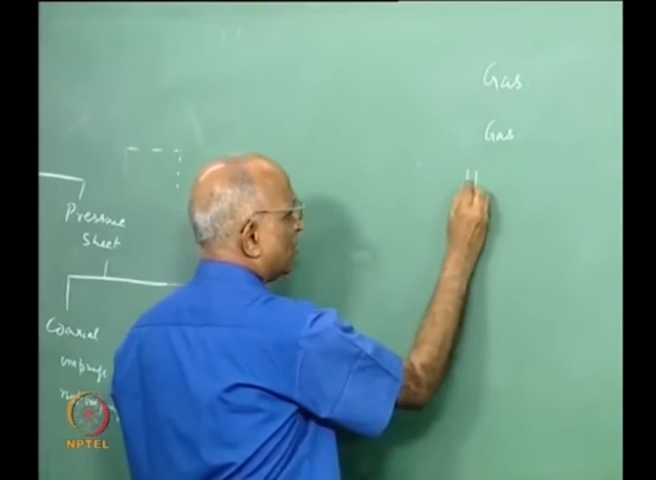 Gas
Gas
Pressure
Sheet
Coaxial
NPTEL